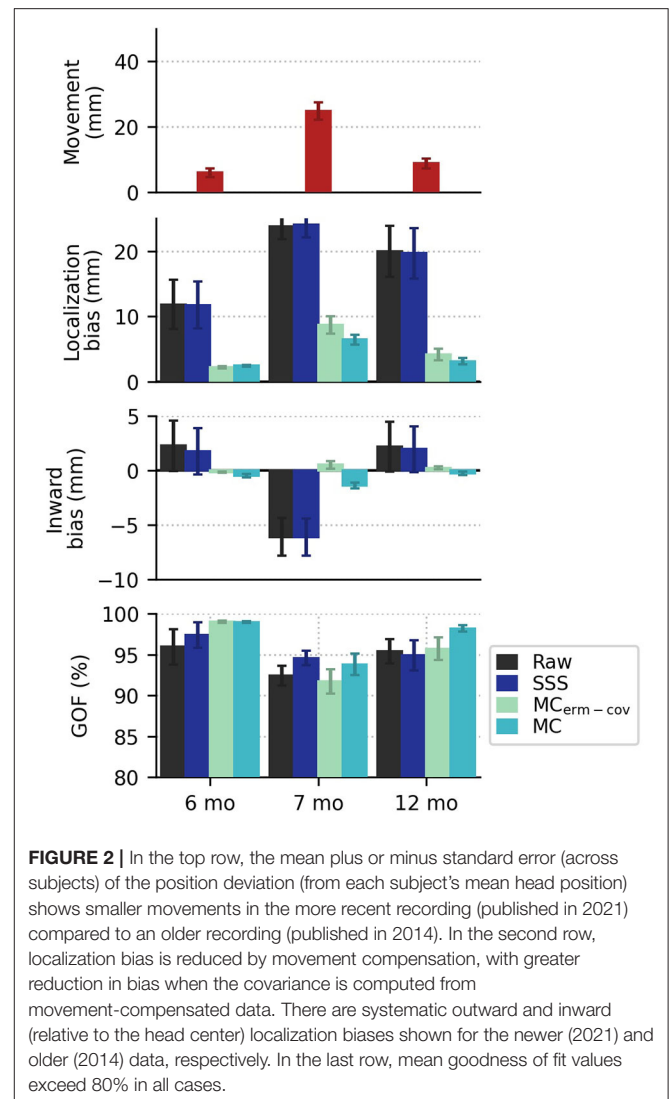 Movement
(mm)
40
20
0
Localization
bias (mm)
20
10
0
Inward
bias (mm)
5
0
−5
−10
GOF (%)
100
95
90
85
80
6 mo
7 mo
12 mo
Raw
SSS
MCerm−cov
MC
FIGURE 2 | In the top row, the mean plus or minus standard error (across
subjects) of the position deviation (from each subject's mean head position)
shows smaller movements in the more recent recording (published in 2021)
compared to an older recording (published in 2014). In the second row,
localization bias is reduced by movement compensation, with greater
reduction in bias when the covariance is computed from
movement-compensated data. There are systematic outward and inward
(relative to the head center) localization biases shown for the newer (2021) and
older (2014) data, respectively. In the last row, mean goodness of fit values
exceed 80% in all cases.